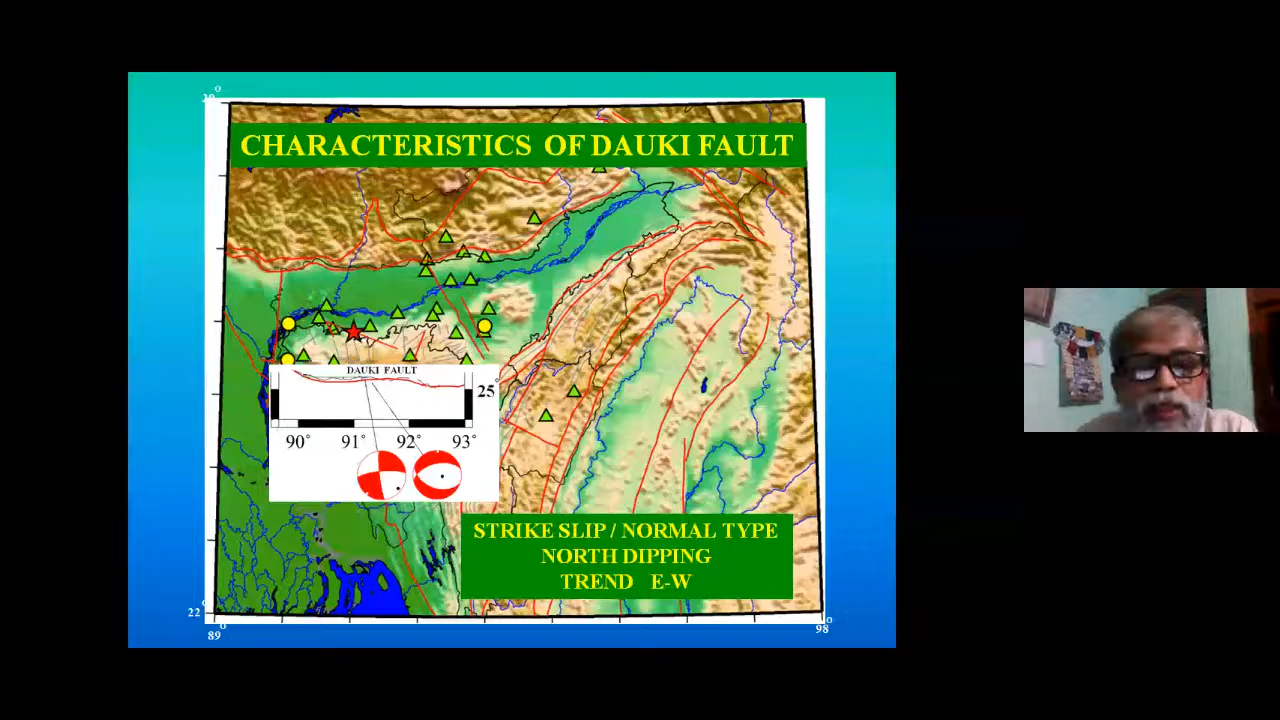 CHARACTERISTICS OF DAUKI FAULT
DAUKI FAULT
25°
90° 91° 92° 93°
STRIKE SLIP / NORMAL TYPE
NORTH DIPPING
TREND E-W
22°
89° 98°